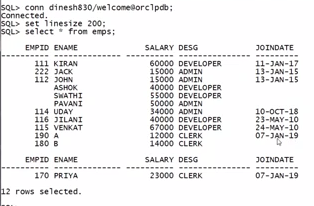 SQL> conn dinesh830/welcome@orclpdb;
Connected.
SQL> set linesize 200;
SQL> select * from emps;
EMPID ENAME SALARY DESG JOINDATE
111 KIRAN 60000 DEVELOPER 11-JAN-17
222 JACK 15000 ADMIN 13-JAN-15
112 JOHN 15000 ADMIN 13-JAN-15
ASHOK 40000 DEVELOPER
SWATHI 55000 DEVELOPER
PAVANI 50000 ADMIN
114 UDAY 34000 ADMIN 10-OCT-18
116 JILANI 40000 DEVELOPER 23-MAY-10
115 VENKAT 67000 DEVELOPER 24-MAY-10
190 A 12000 CLERK 07-JAN-19
180 B 14000 CLERK
EMPID ENAME SALARY DESG JOINDATE
170 PRIYA 23000 CLERK 07-JAN-19
12 rows selected.